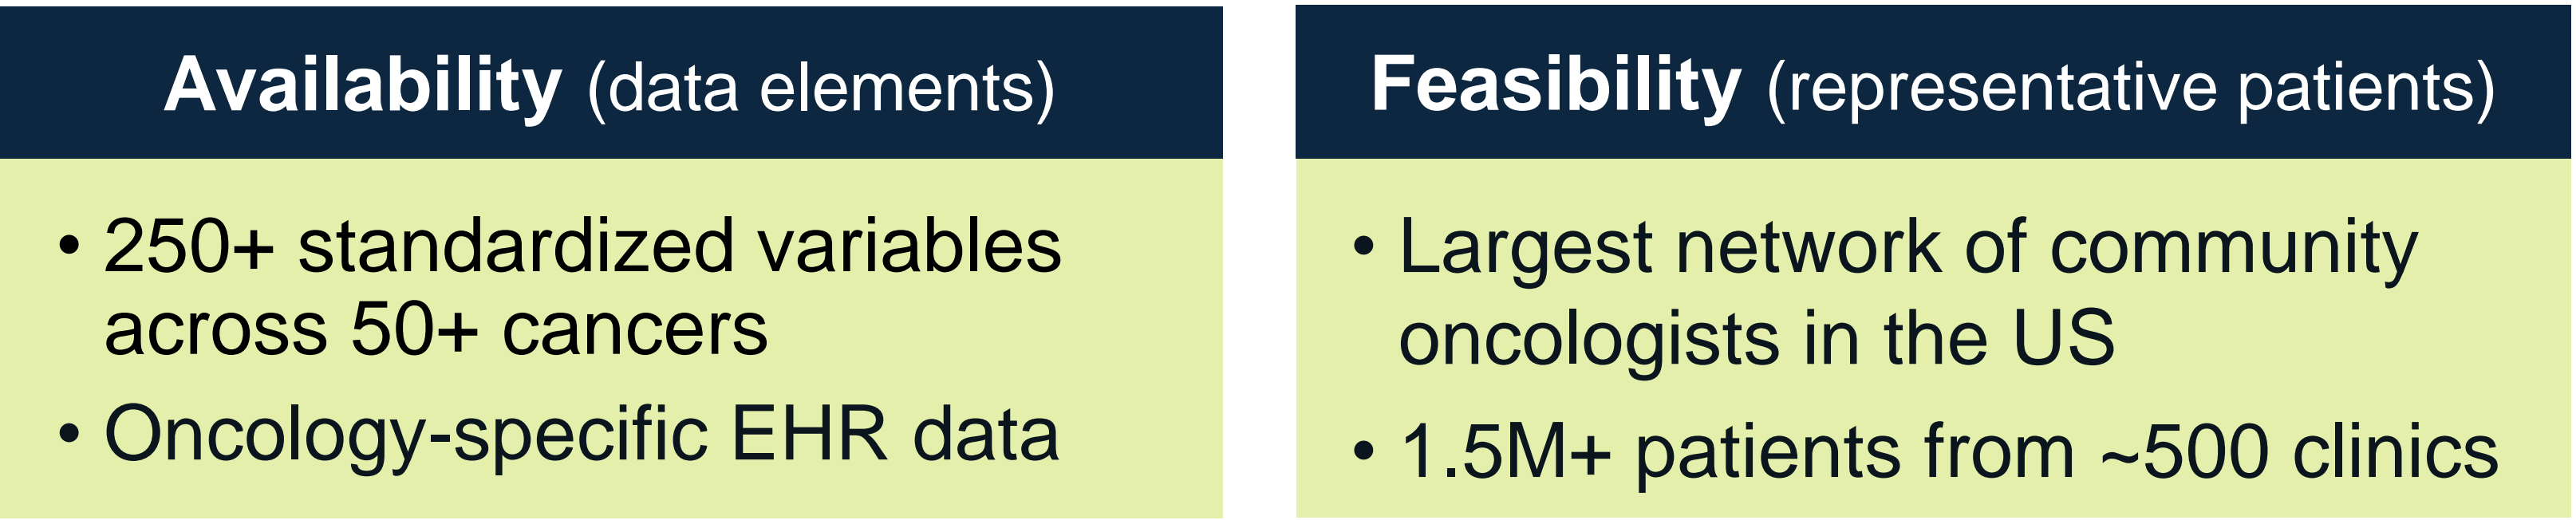 Availability (data elements)
• 250+ standardized variables
across 50+ cancers
• Oncology-specific EHR data
Feasibility (representative patients)
• Largest network of community
oncologists in the US
• 1.5M+ patients from ~500 clinics